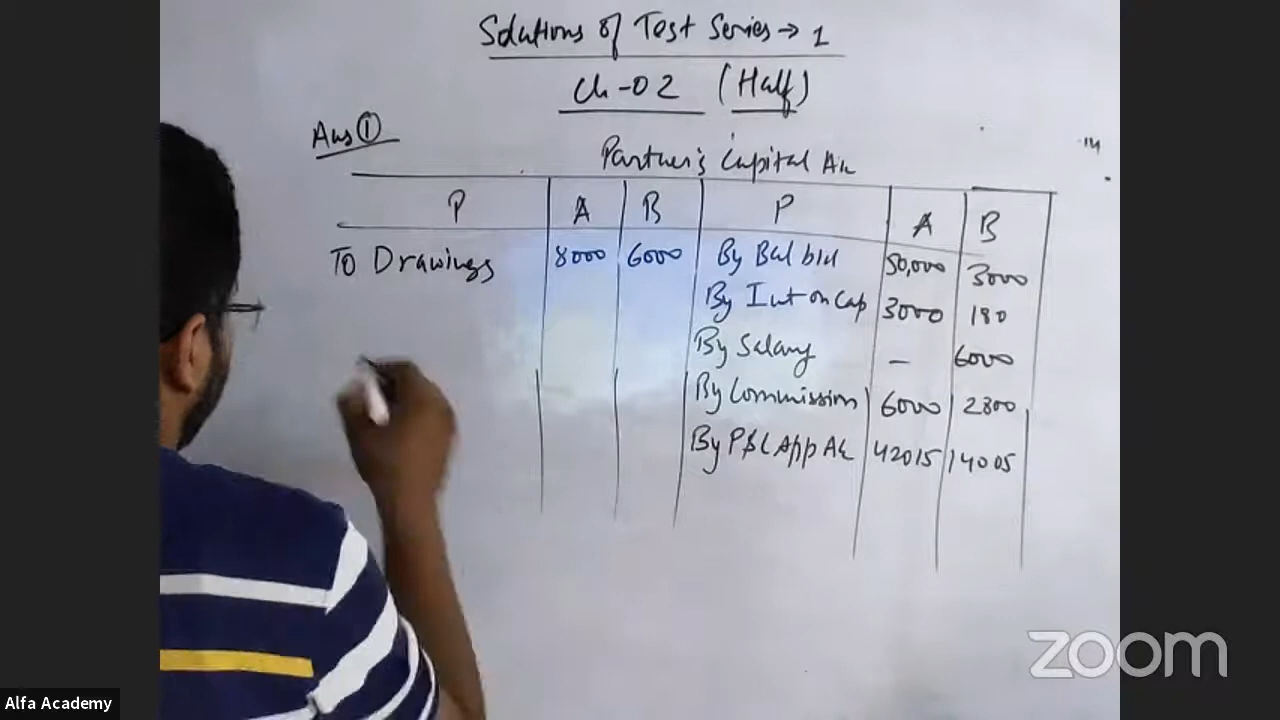 Solutions of Test Series → 1
Ch-02 (Half)
Ans ①
Partner's Capital A/c
P A B P A B
To Drawings 8000 6000 By Bal b/d 50,000 3000
By Int on Cap 3000 180
By Salary — 6000
By Commission 6000 2800
By P&L App A/c 42015 14005
zoom
Alfa Academy